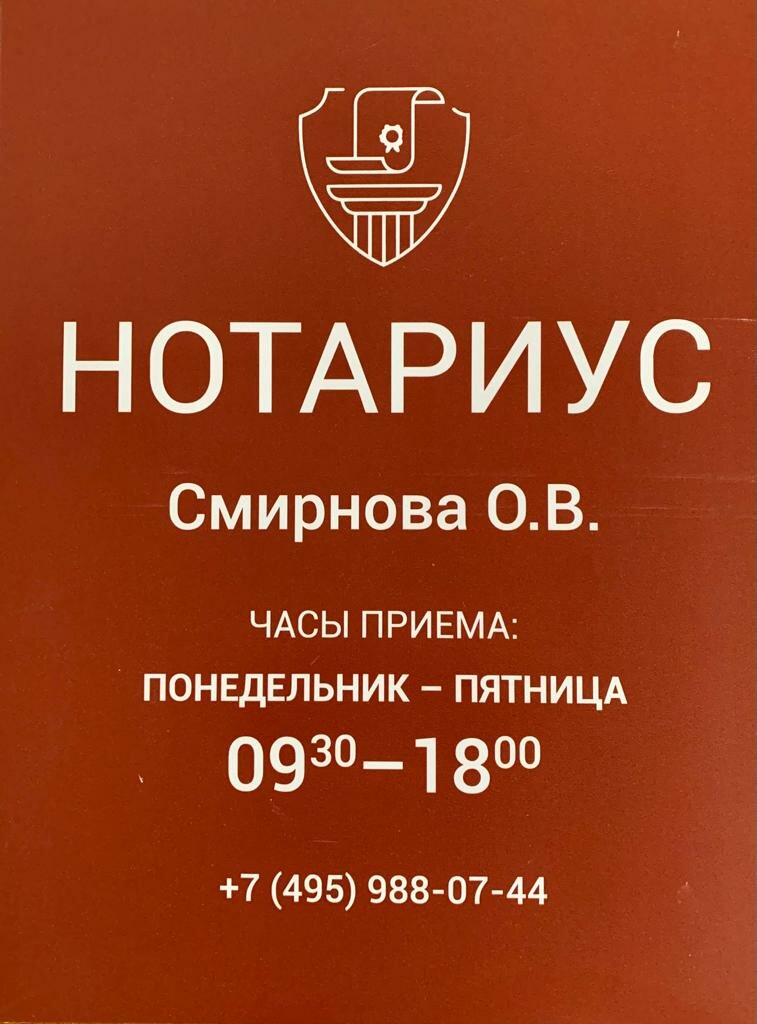 НОТАРИУС
Смирнова О.В.
ЧАСЫ ПРИЕМА:
ПОНЕДЕЛЬНИК – ПЯТНИЦА
09³⁰–18⁰⁰
+7 (495) 988-07-44